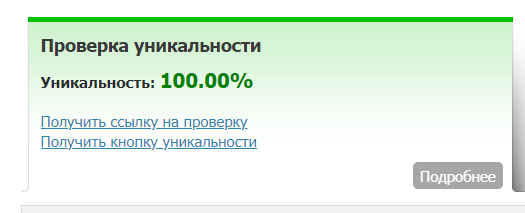 Проверка уникальности
Уникальность: 100.00%
Получить ссылку на проверку
Получить кнопку уникальности
Подробнее